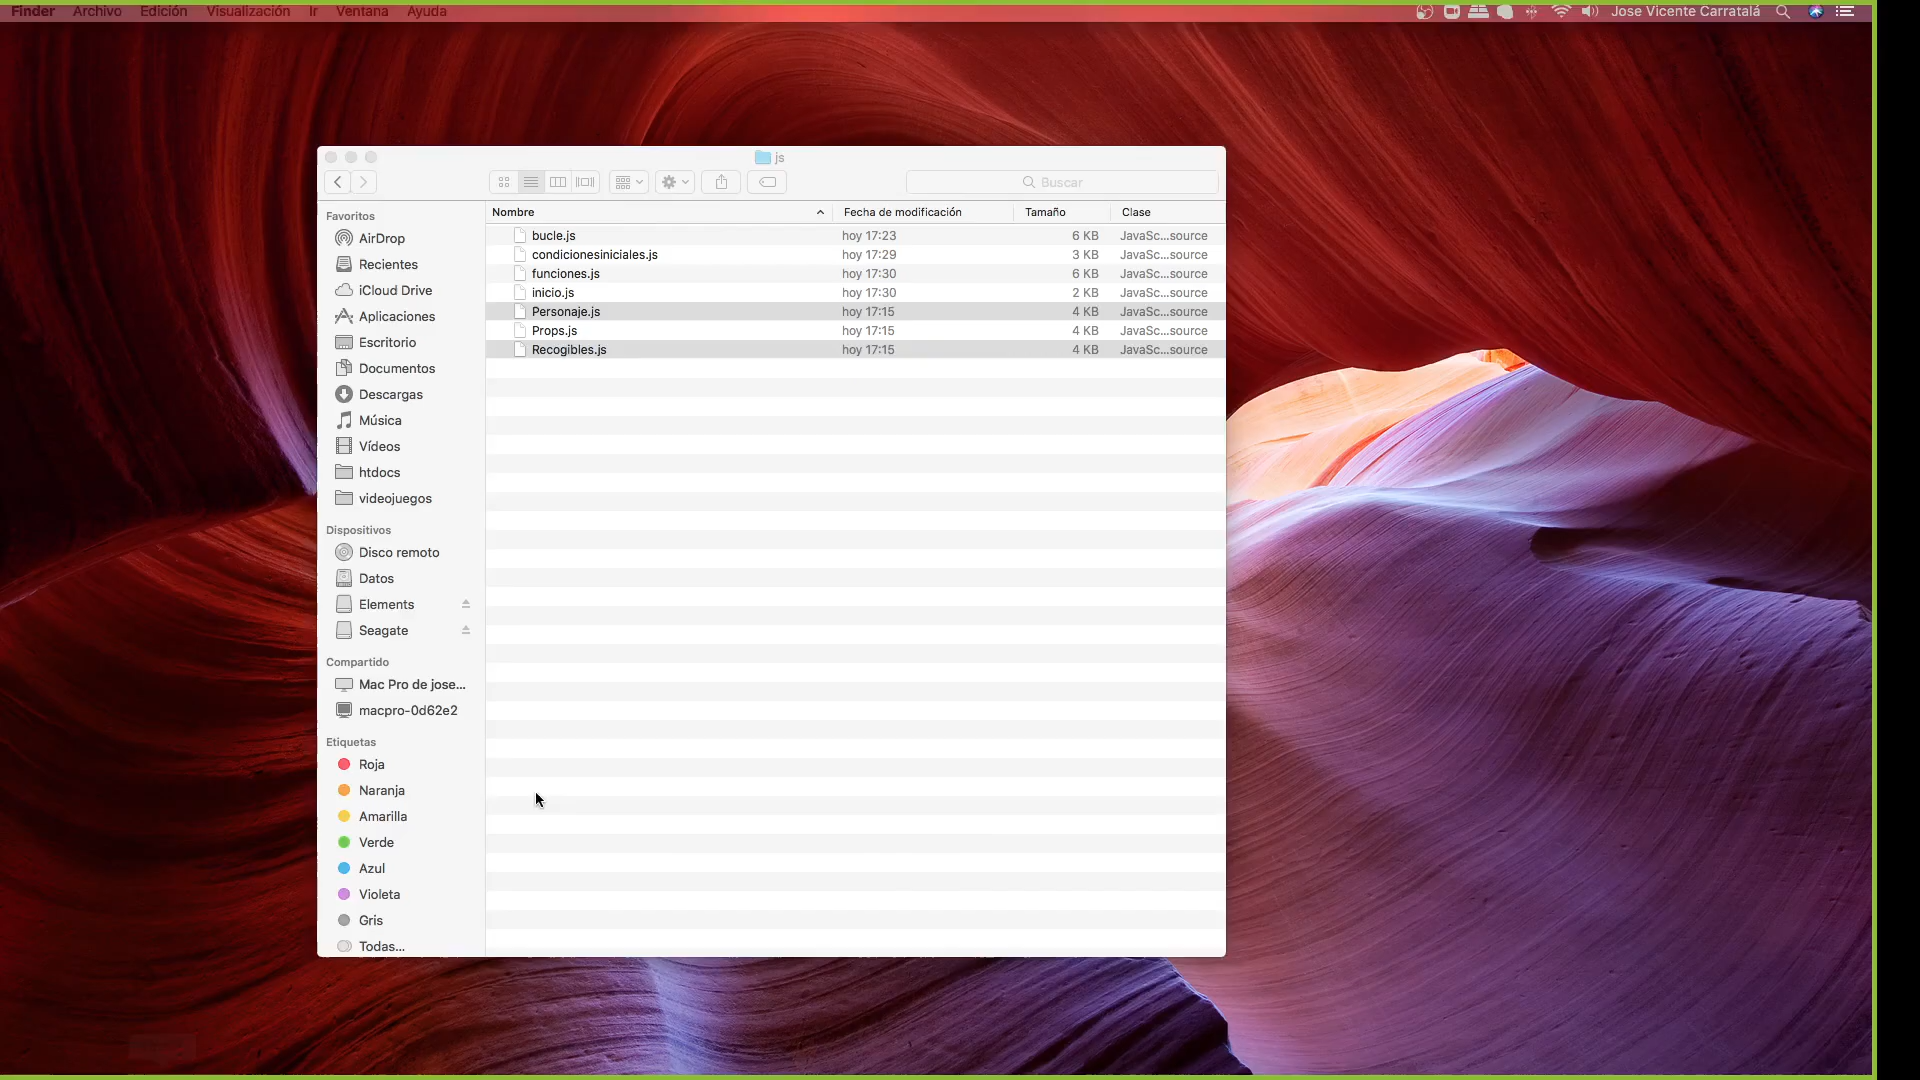 Finder Archivo Edición Visualización Ir Ventana Ayuda
Jose Vicente Carratalá
js
Buscar
Favoritos
AirDrop
Recientes
iCloud Drive
Aplicaciones
Escritorio
Documentos
Descargas
Música
Vídeos
htdocs
videojuegos
Dispositivos
Disco remoto
Datos
Elements
Seagate
Compartido
Mac Pro de jose...
macpro-0d62e2
Etiquetas
Roja
Naranja
Amarilla
Verde
Azul
Violeta
Gris
Todas...
Nombre Fecha de modificación Tamaño Clase
bucle.js hoy 17:23 6 KB JavaSc...source
condicionesiniciales.js hoy 17:29 3 KB JavaSc...source
funciones.js hoy 17:30 6 KB JavaSc...source
inicio.js hoy 17:30 2 KB JavaSc...source
Personaje.js hoy 17:15 4 KB JavaSc...source
Props.js hoy 17:15 4 KB JavaSc...source
Recogibles.js hoy 17:15 4 KB JavaSc...source